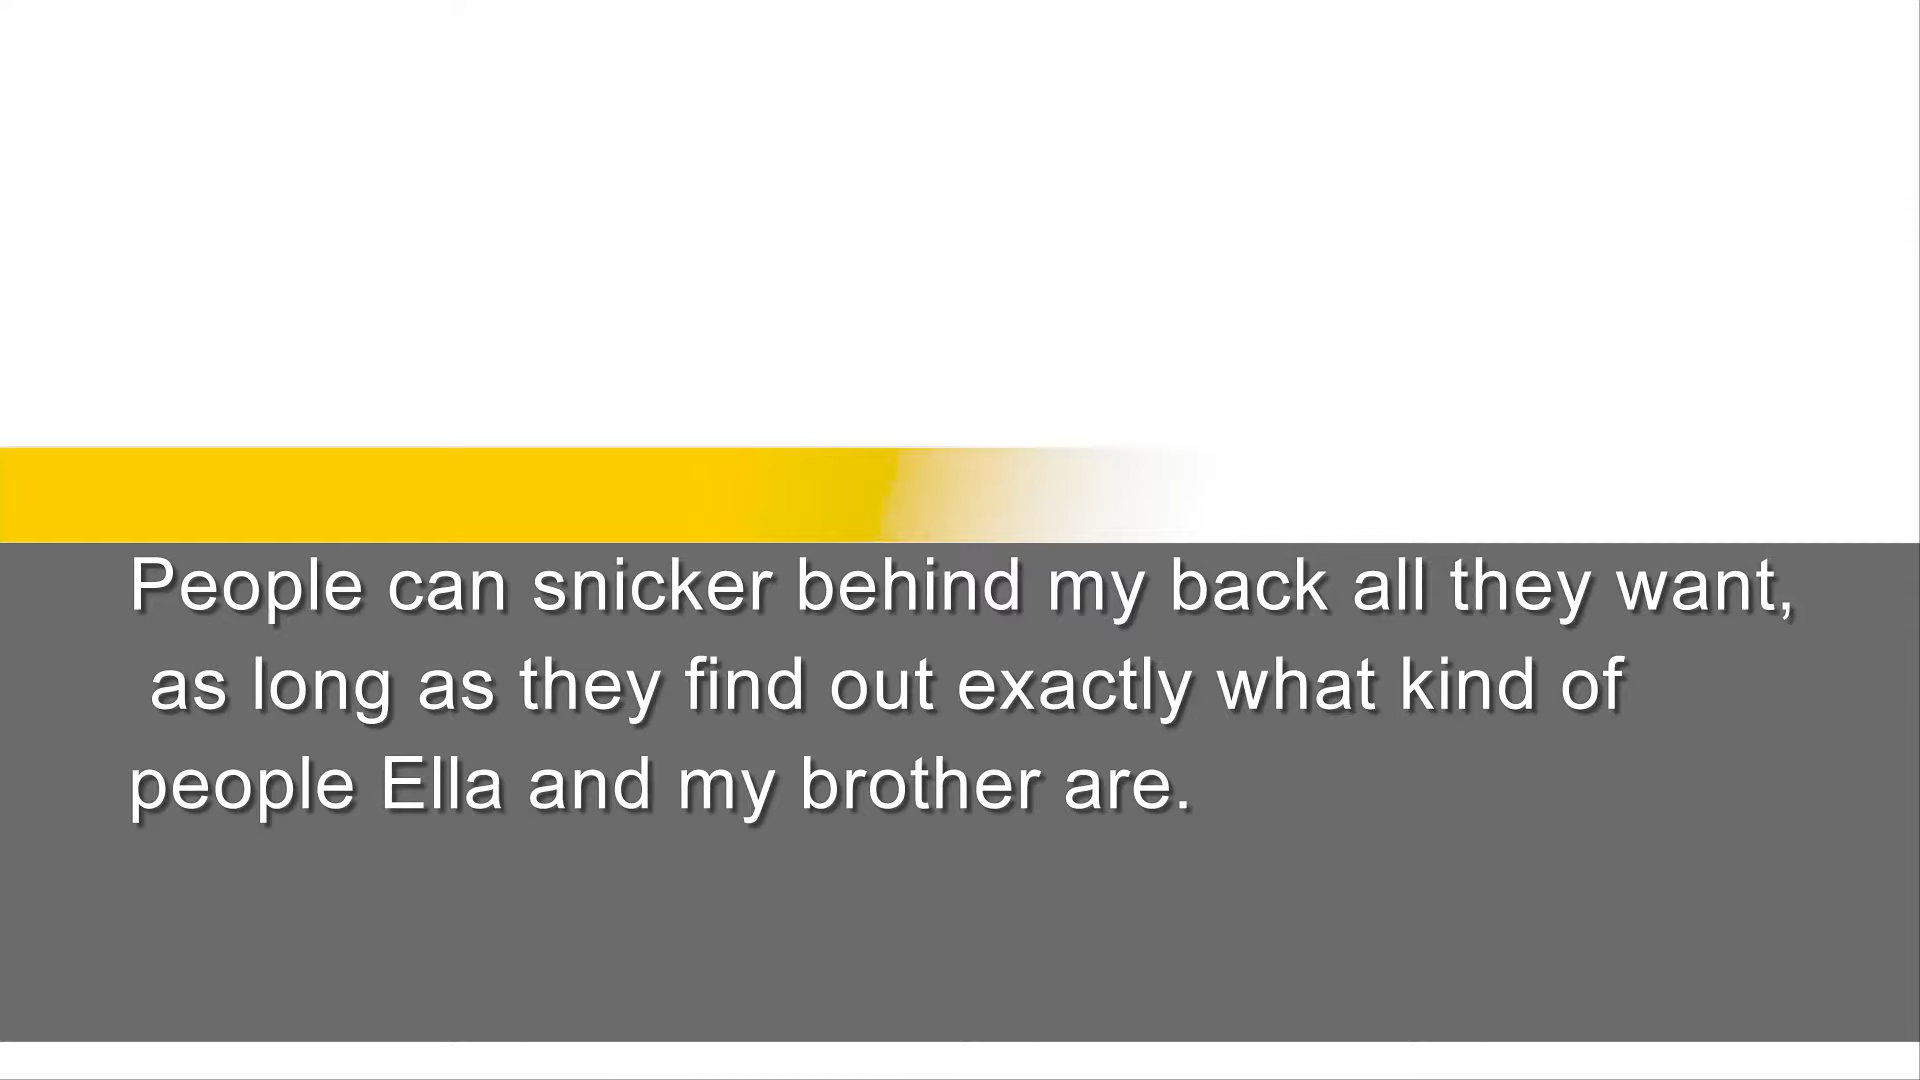 People can snicker behind my back all they want,
as long as they find out exactly what kind of
people Ella and my brother are.